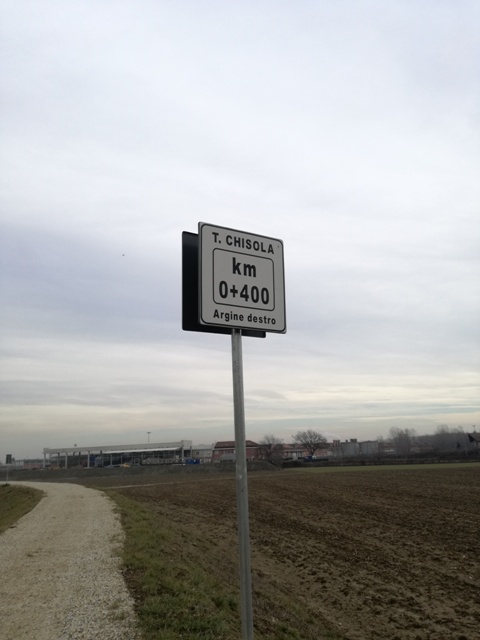 T. CHISOLA
km
0+400
Argine destro